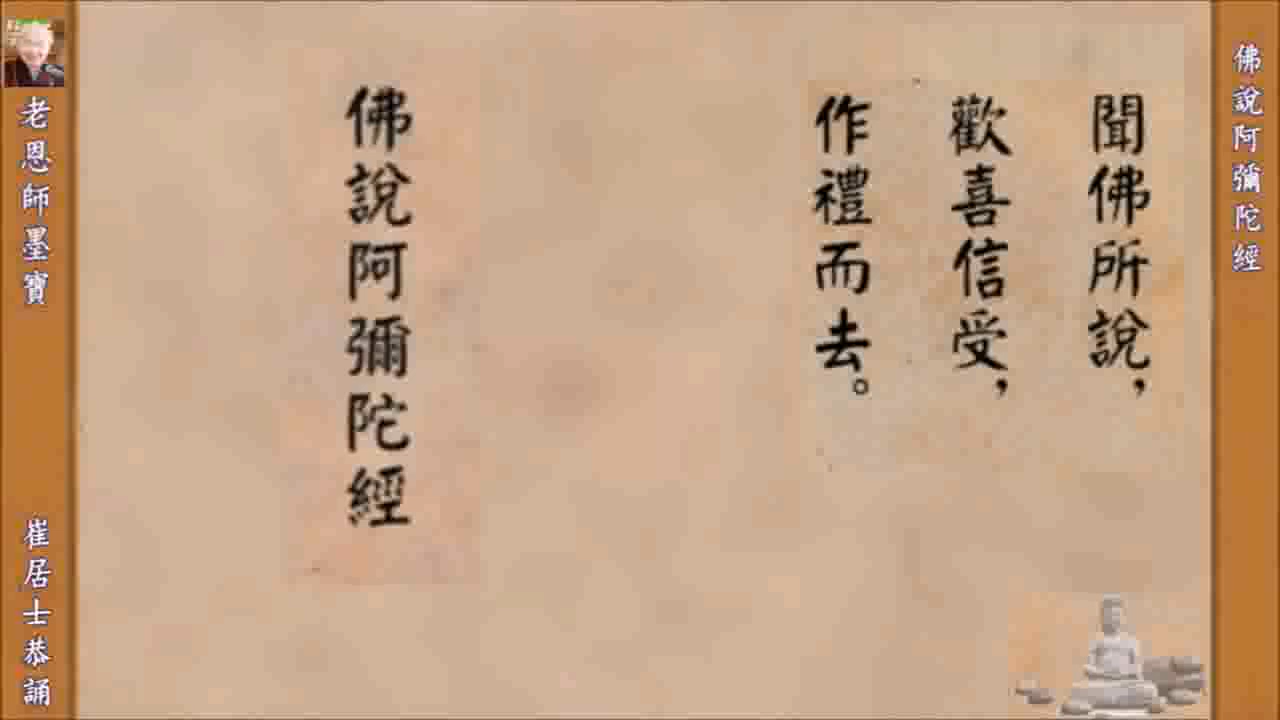 佛說阿彌陀經
聞佛所說，
歡喜信受，
作禮而去。
佛說阿彌陀經
老恩師墨寶
崔居士恭誦